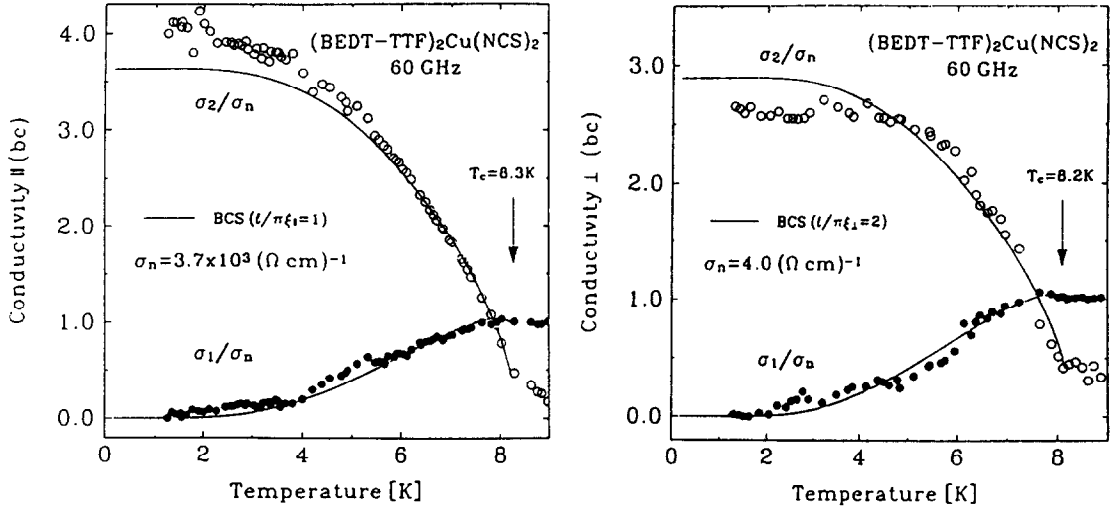 (BEDT-TTF)₂Cu(NCS)₂
60 GHz
σ₂/σₙ
T_c=8.3K
BCS (ℓ/πξ∥=1)
σₙ=3.7x10³ (Ω cm)⁻¹
σ₁/σₙ
4.0
3.0
2.0
1.0
0.0
Conductivity ∥ (bc)
0 2 4 6 8
Temperature [K]
(BEDT-TTF)₂Cu(NCS)₂
60 GHz
σ₂/σₙ
T_c=8.2K
BCS (ℓ/πξ⊥=2)
σₙ=4.0 (Ω cm)⁻¹
σ₁/σₙ
3.0
2.0
1.0
0.0
Conductivity ⊥ (bc)
0 2 4 6 8
Temperature [K]